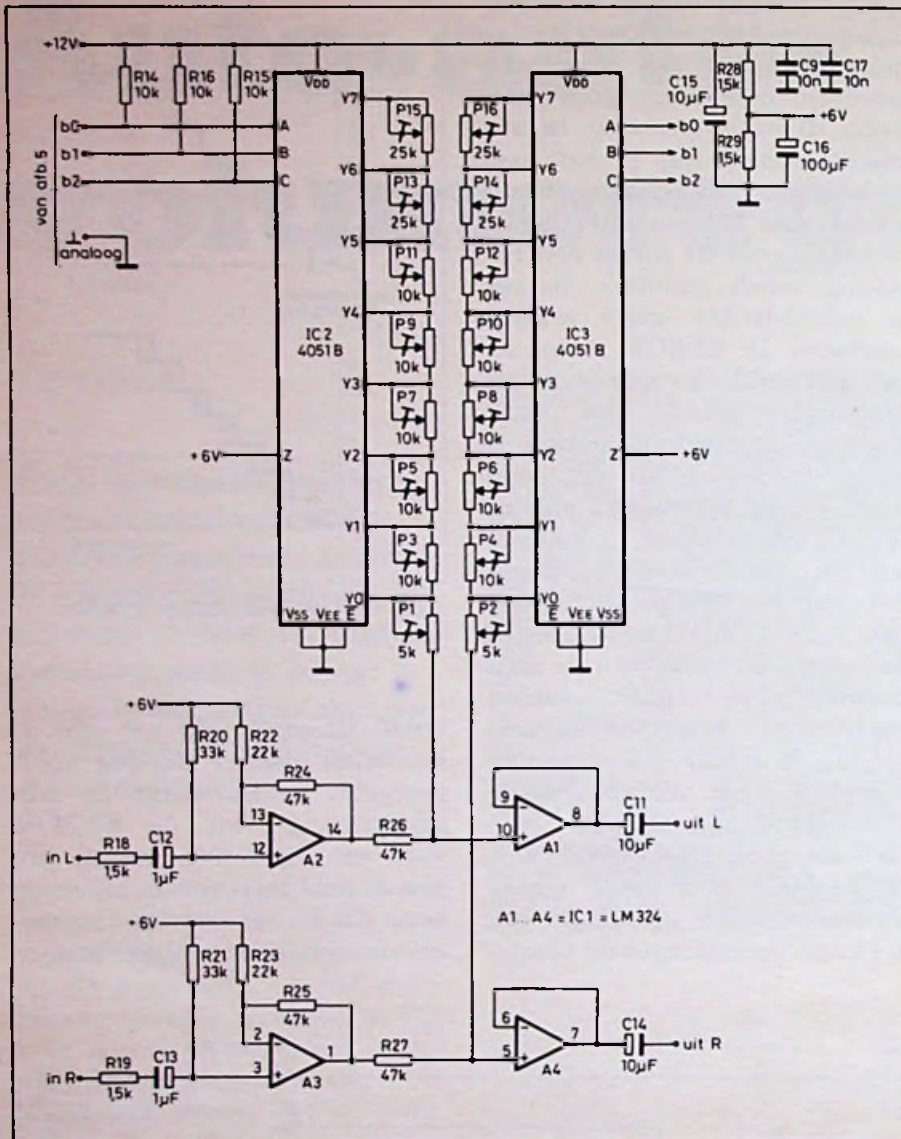 +12V
R14
10k
R16
10k
R15
10k
VDD
VDD
C15
10µF
R28
1,5k
C9
10n
C17
10n
+6V
R29
1,5k
C16
100µF
van afb 5
b0
b1
b2
⊥
analoog
A
B
C
Y7
Y6
Y5
Y4
Y3
Y2
Y1
Y0
IC2
4051B
+6V
Z
VSS VEE E̅
P15
25k
P13
25k
P11
10k
P9
10k
P7
10k
P5
10k
P3
10k
P1
5k
P16
25k
P14
25k
P12
10k
P10
10k
P8
10k
P6
10k
P4
10k
P2
5k
Y7
Y6
Y5
Y4
Y3
Y2
Y1
Y0
IC3
4051B
A
B
C
b0
b1
b2
Z
+6V
E̅ VEE VSS
+6V
R20
33k
R22
22k
R24
47k
in L
R18
1,5k
C12
1µF
13
12
14
A2
R26
47k
9
10
8
A1
C11
10µF
uit L
A1...A4 = IC1 = LM324
+6V
R21
33k
R23
22k
R25
47k
in R
R19
1,5k
C13
1µF
2
3
1
A3
R27
47k
6
5
7
A4
C14
10µF
uit R